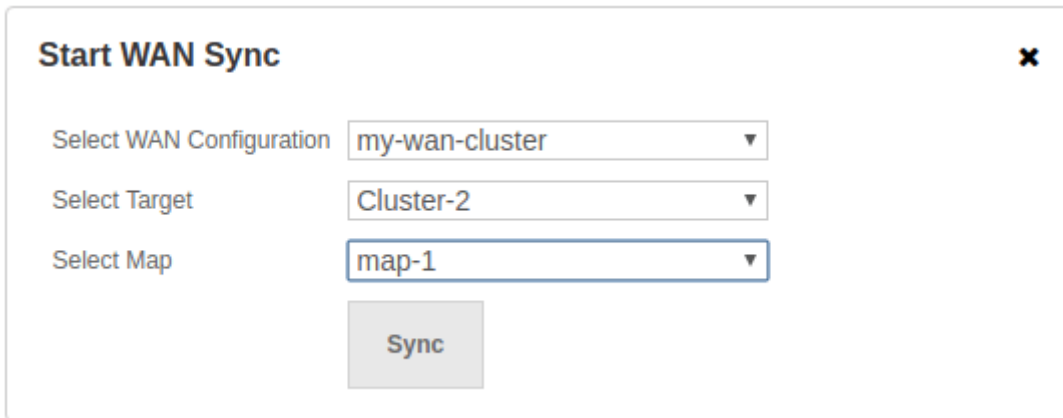 Start WAN Sync
Select WAN Configuration my-wan-cluster
Select Target Cluster-2
Select Map map-1
Sync